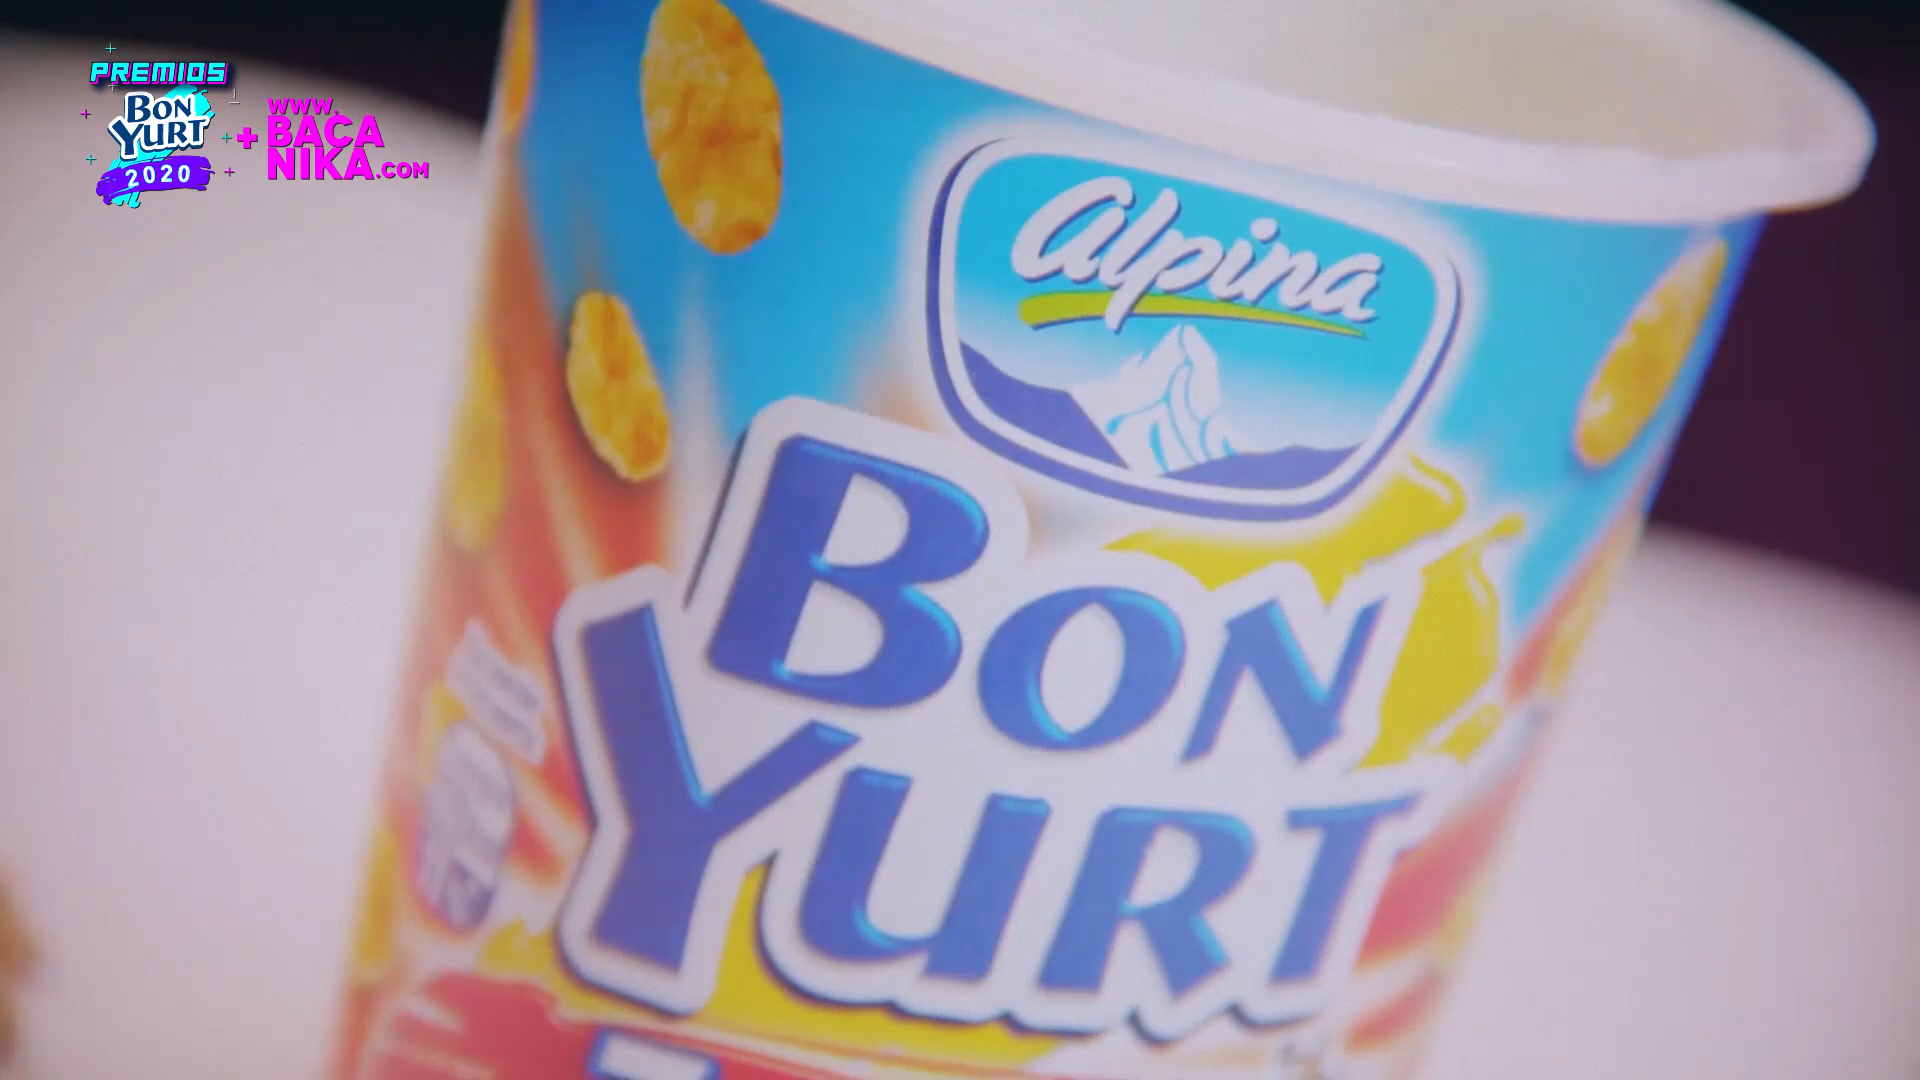 PREMIOS
BON
YURT
2020
+
WWW.
BACA
NIKA.COM
Alpina
BON
YURT